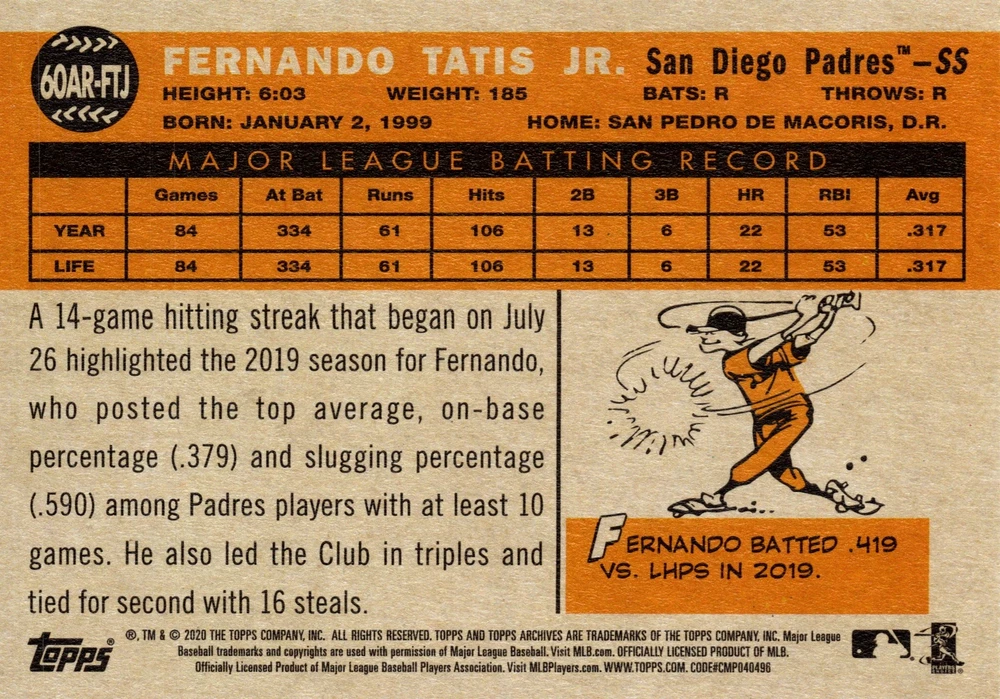 60AR-FTJ
FERNANDO TATIS JR. San Diego Padres™–SS
HEIGHT: 6:03 WEIGHT: 185 BATS: R THROWS: R
BORN: JANUARY 2, 1999 HOME: SAN PEDRO DE MACORIS, D.R.
MAJOR LEAGUE BATTING RECORD
Games At Bat Runs Hits 2B 3B HR RBI Avg
YEAR 84 334 61 106 13 6 22 53 .317
LIFE 84 334 61 106 13 6 22 53 .317
A 14-game hitting streak that began on July
26 highlighted the 2019 season for Fernando,
who posted the top average, on-base
percentage (.379) and slugging percentage
(.590) among Padres players with at least 10
games. He also led the Club in triples and
tied for second with 16 steals.
FERNANDO BATTED .419
VS. LHPS IN 2019.
Topps®
®, TM & © 2020 THE TOPPS COMPANY, INC. ALL RIGHTS RESERVED. TOPPS AND TOPPS ARCHIVES ARE TRADEMARKS OF THE TOPPS COMPANY, INC. Major League
Baseball trademarks and copyrights are used with permission of Major League Baseball. Visit MLB.com. OFFICIALLY LICENSED PRODUCT OF MLB.
Officially Licensed Product of Major League Baseball Players Association. Visit MLBPlayers.com. WWW.TOPPS.COM. CODE#CMP040496